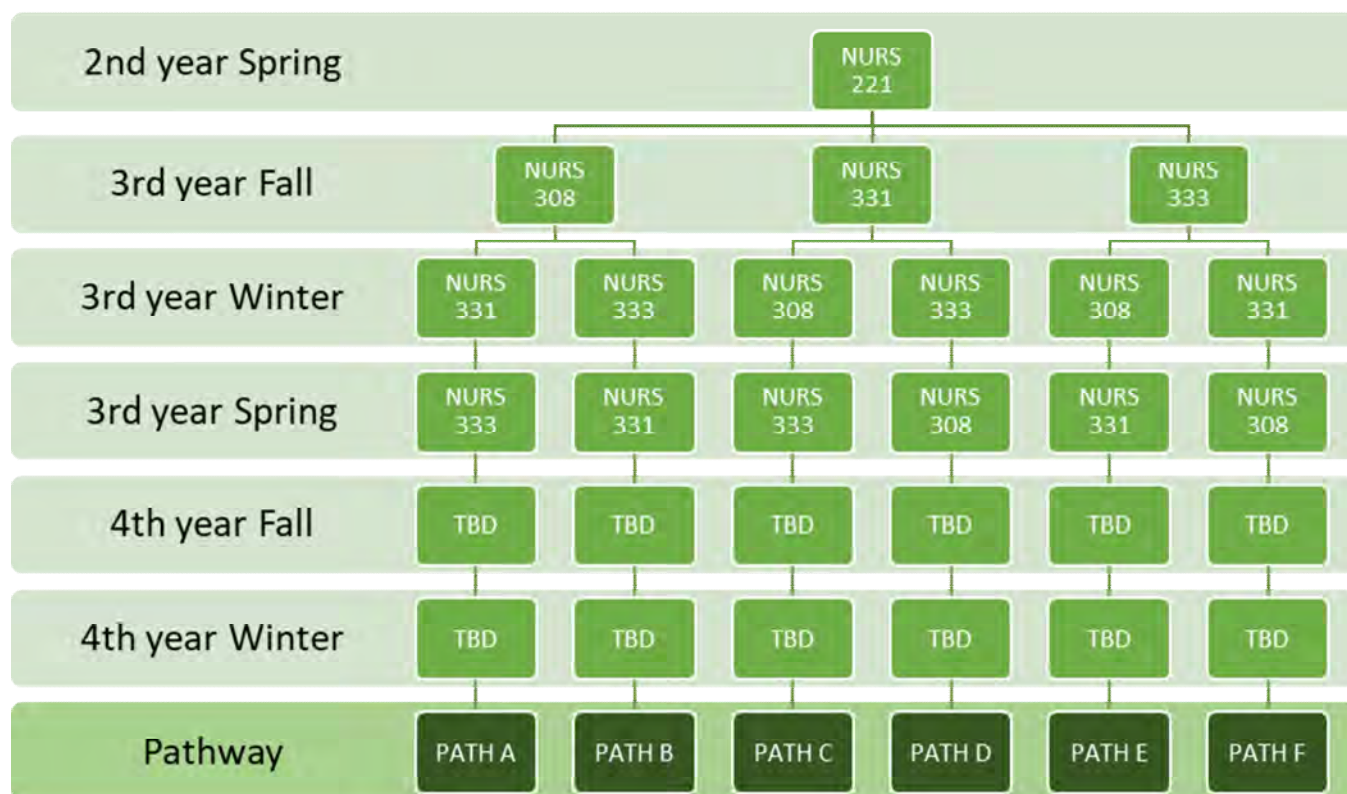 2nd year Spring
NURS
221
3rd year Fall
NURS
308
NURS
331
NURS
333
3rd year Winter
NURS
331
NURS
333
NURS
308
NURS
333
NURS
308
NURS
331
3rd year Spring
NURS
333
NURS
331
NURS
333
NURS
308
NURS
331
NURS
308
4th year Fall
TBD
TBD
TBD
TBD
TBD
TBD
4th year Winter
TBD
TBD
TBD
TBD
TBD
TBD
Pathway
PATH A
PATH B
PATH C
PATH D
PATH E
PATH F